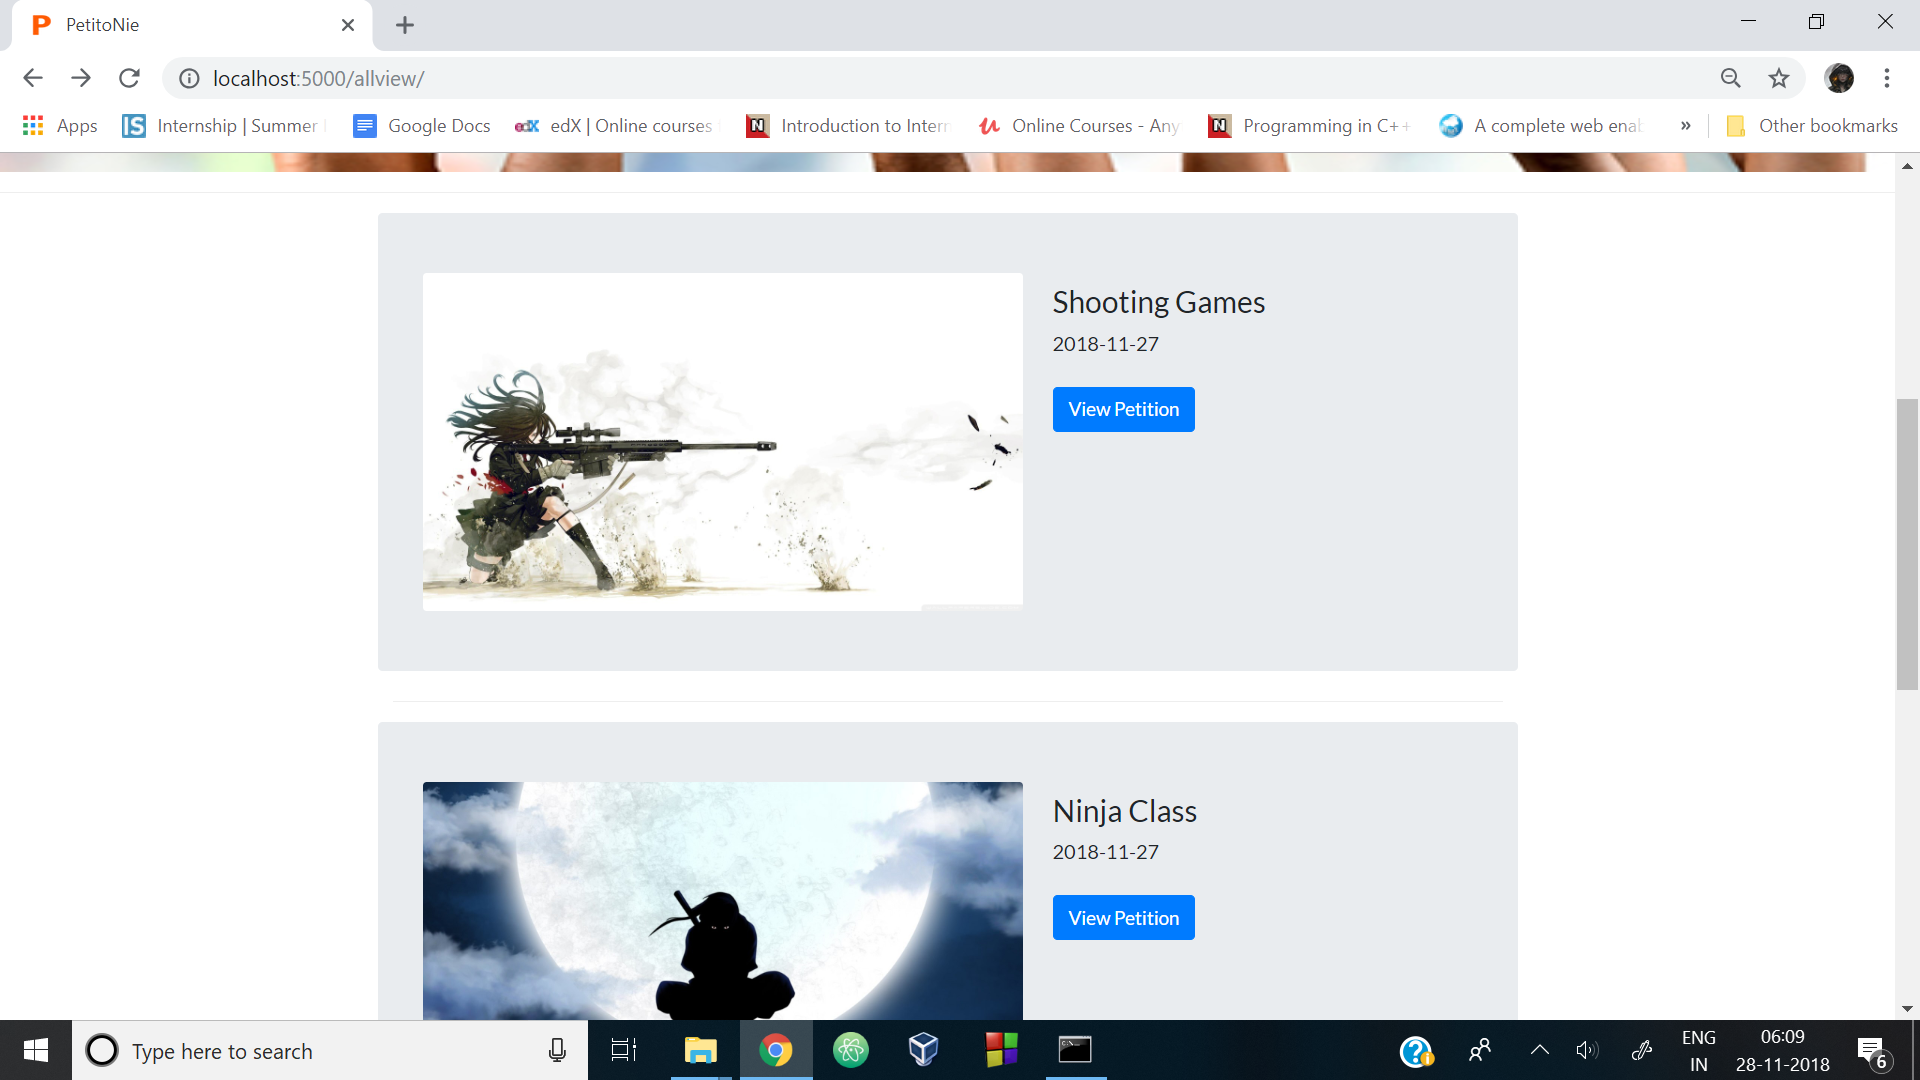 PetitoNie
localhost:5000/allview/
Apps
Internship | Summer
Google Docs
edX | Online courses
Introduction to Inter
Online Courses - Any
Programming in C++
A complete web ena
»
Other bookmarks
Shooting Games
2018-11-27
View Petition
Ninja Class
2018-11-27
View Petition
Type here to search
ENG
IN
06:09
28-11-2018
6